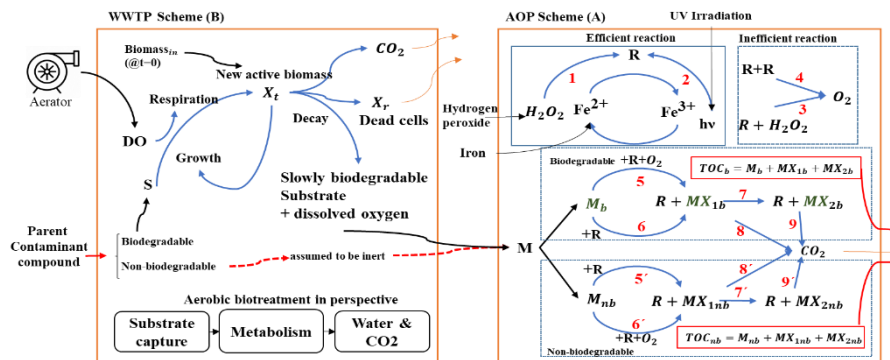 WWTP Scheme (B)
AOP Scheme (A)
UV Irradiation
Aerator
Biomass_in
(@t−0)
New active biomass
X_t
CO_2
X_r
Dead cells
Decay
Respiration
DO
Growth
S
Slowly biodegradable
Substrate
+ dissolved oxygen
Parent
Contaminant
compound
Biodegradable
Non-biodegradable
assumed to be inert
Aerobic biotreatment in perspective
Substrate
capture
Metabolism
Water &
CO2
Efficient reaction
R
1
2
Hydrogen
peroxide
H_2O_2
Fe^2+
Fe^3+
hν
Iron
Inefficient reaction
R+R
4
3
O_2
R + H_2O_2
M
Biodegradable
+R+O_2
5
M_b
6
+R
R + MX_1b
7
R + MX_2b
8
9
TOC_b = M_b + MX_1b + MX_2b
CO_2
+R
5´
M_nb
6´
+R+O_2
Non-biodegradable
R + MX_1nb
8´
7´
R + MX_2nb
9´
TOC_nb = M_nb + MX_1nb + MX_2nb